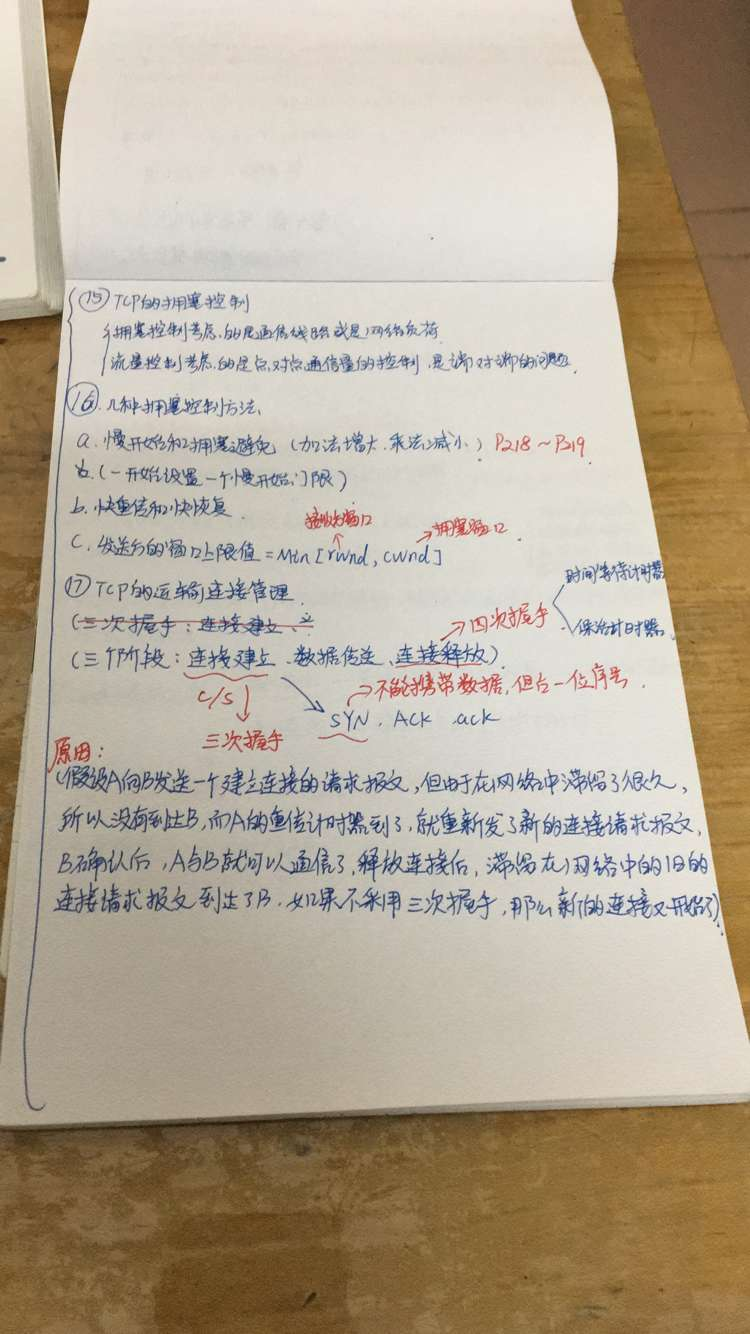 ⑮ TCP的拥塞控制
拥塞控制考虑的是通信线路或是网络负荷
流量控制考虑的是点对点通信量的控制,是端对端的问题.
⑯.几种拥塞控制方法
a.慢开始和拥塞避免(加法增大.乘法减小) P218~P219.
b.(一开始设置一个慢开始门限)
b.快重传和快恢复.
接收方窗口 拥塞窗口.
C.发送方的窗口上限值=Min[rwnd,cwnd]
⑰TCP的运输连接管理.
时间等待计时器
(三次握手:连接建立、
四次握手
保活计时器.
(三个阶段:连接建立、数据传送、连接释放)
C/S
不能携带数据,但占一位序号.
SYN.ACK.ack
三次握手
原因:
(假设A向B发送一个建立连接的请求报文,但由于在网络中滞留了很久,
所以没有到达B,而A的重传计时器到了,就重新发了新的连接请求报文,
B确认后,A与B就可以通信了,释放连接后,滞留在网络中的旧的
连接请求报文到达了B.如果不采用三次握手,那么新的连接又开始了)